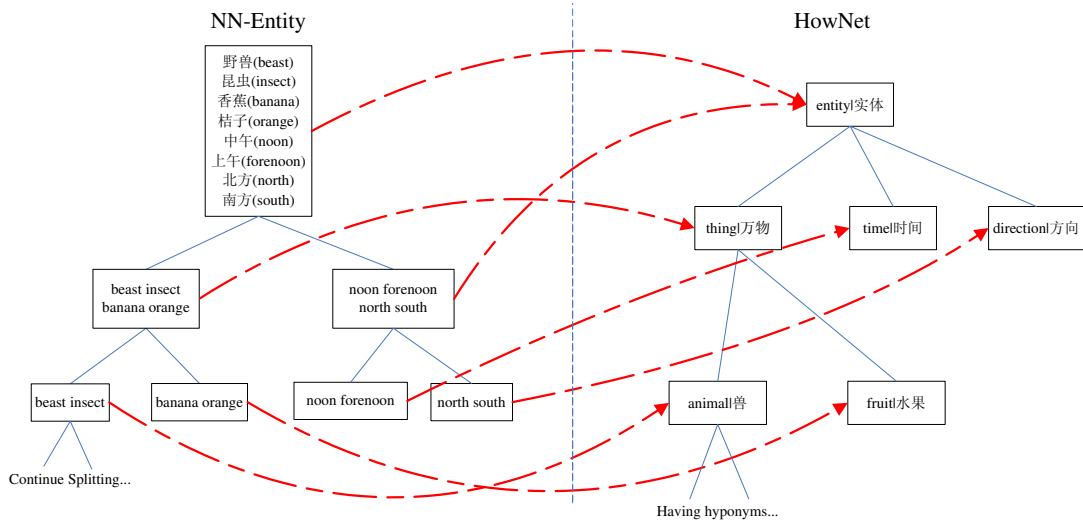 NN-Entity
HowNet
野兽(beast)
昆虫(insect)
香蕉(banana)
桔子(orange)
中午(noon)
上午(forenoon)
北方(north)
南方(south)
entity|实体
thing|万物
time|时间
direction|方向
beast insect
banana orange
noon forenoon
north south
beast insect
banana orange
noon forenoon
north south
animal|兽
fruit|水果
Continue Splitting...
Having hyponyms...